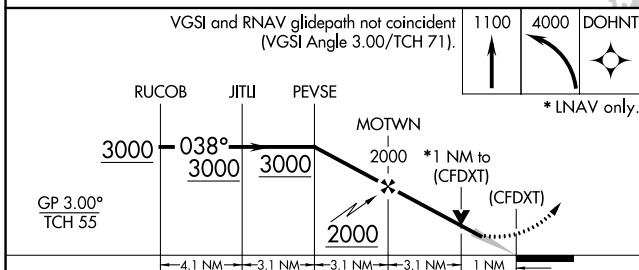 VGSI and RNAV glidepath not coincident
(VGSI Angle 3.00/TCH 71).
1100
4000
DOHNT
* LNAV only.
RUCOB
JITLI
PEVSE
MOTWN
2000
*1 NM to
(CFDXT)
(CFDXT)
3000
038°
3000
3000
2000
GP 3.00°
TCH 55
4.1 NM
3.1 NM
3.1 NM
3.1 NM
1 NM